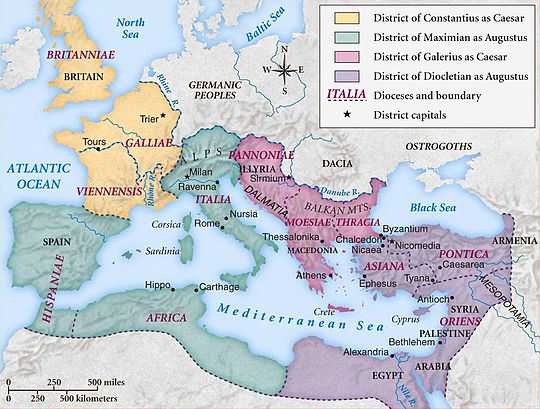 District of Constantius as Caesar
District of Maximian as Augustus
District of Galerius as Caesar
District of Diocletian as Augustus
ITALIA Dioceses and boundary
★ District capitals
North
Sea
Baltic Sea
BRITANNIAE
BRITAIN
N
W E
S
Rhine R.
GERMANIC
PEOPLES
Trier
Tours
GALLIAE
OSTROGOTHS
ATLANTIC
OCEAN
ALPS
PANNONIAE
DACIA
Milan
ILLYRIA
Sirmium
VIENNENSIS
Rhône R.
Ravenna
ITALIA
DALMATIA
Danube R.
BALKAN MTS.
Black Sea
Corsica
Nursia
MOESIAE
THRACIA
Rome
Byzantium
ARMENIA
SPAIN
Sardinia
Thessalonika
MACEDONIA
Chalcedon
Nicaea
Nicomedia
PONTICA
Caesarea
HISPANIAE
Athens
ASIANA
Ephesus
Tyana
MESOPOTAMIA
Hippo
Carthage
Antioch
SYRIA
AFRICA
Mediterranean Sea
Crete
Cyprus
ORIENS
PALESTINE
Bethlehem
Alexandria
ARABIA
EGYPT
Nile R.
0 250 500 miles
0 250 500 kilometers